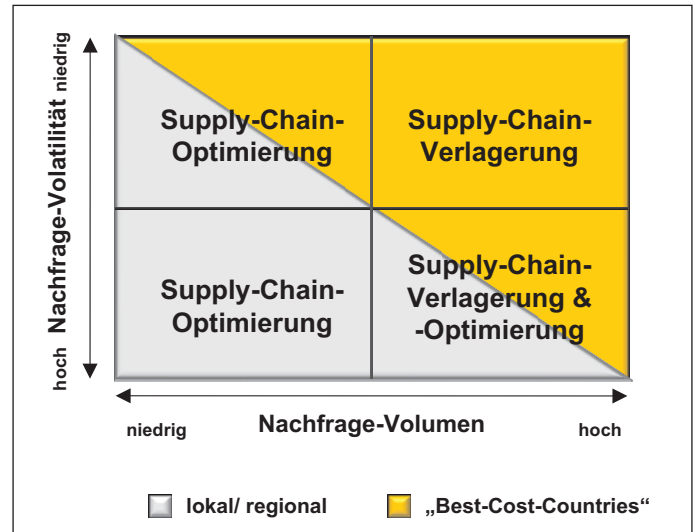 niedrig
Nachfrage-Volatilität
hoch
Supply-Chain-
Optimierung
Supply-Chain-
Verlagerung
Supply-Chain-
Optimierung
Supply-Chain-
Verlagerung &
-Optimierung
niedrig
Nachfrage-Volumen
hoch
lokal/ regional
„Best-Cost-Countries“